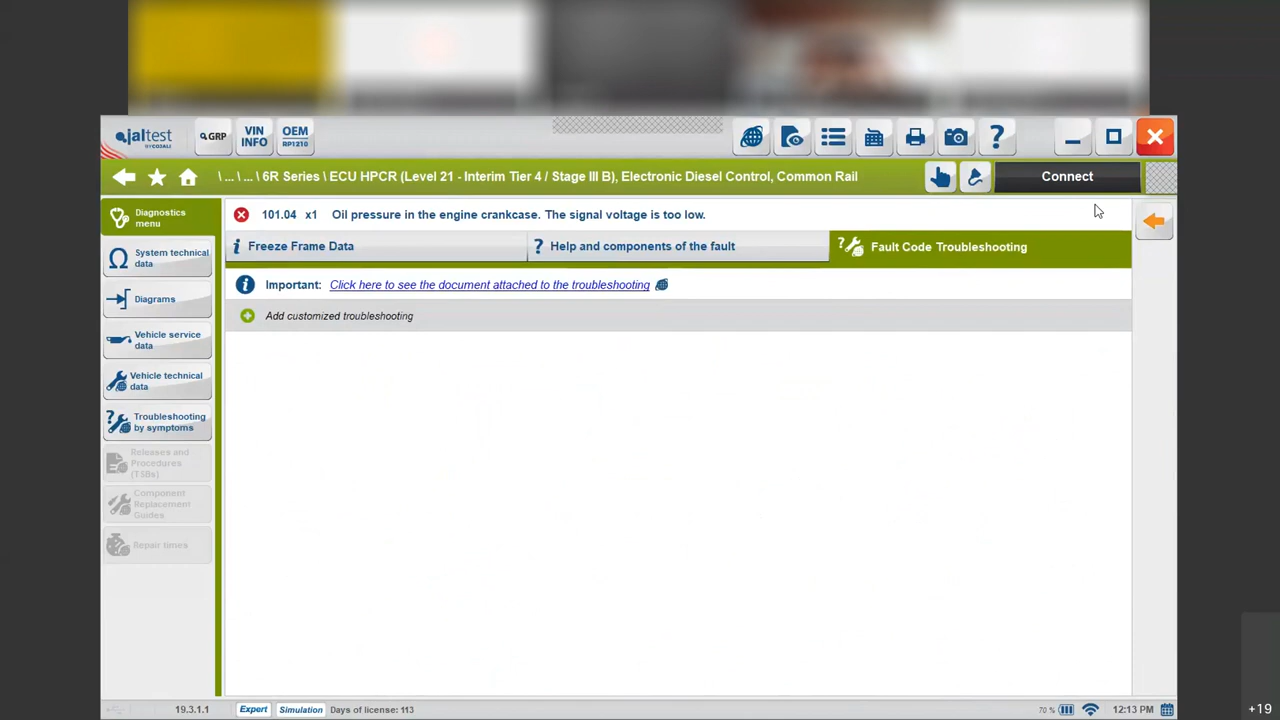 jaltest
BY COJALI
GRP
VIN
INFO
OEM
RP1210
?
\ ... \ ... \ 6R Series \ ECU HPCR (Level 21 - Interim Tier 4 / Stage III B), Electronic Diesel Control, Common Rail
Connect
Diagnostics
menu
System technical
data
Diagrams
Vehicle service
data
Vehicle technical
data
Troubleshooting
by symptoms
Releases and
Procedures
(TSBs)
Component
Replacement
Guides
Repair times
101.04 x1 Oil pressure in the engine crankcase. The signal voltage is too low.
Freeze Frame Data
? Help and components of the fault
? Fault Code Troubleshooting
Important: Click here to see the document attached to the troubleshooting
Add customized troubleshooting
19.3.1.1 Expert Simulation Days of license: 113
70 % 12:13 PM
+19